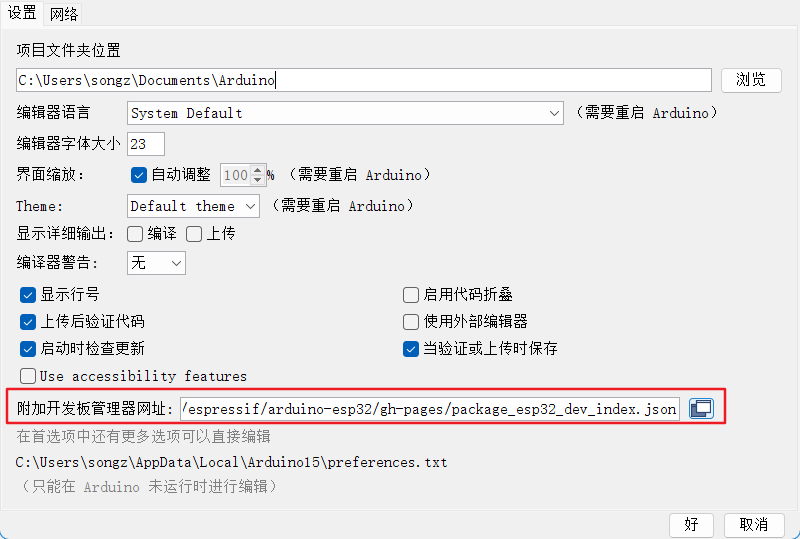 设置 网络
项目文件夹位置
C:\Users\songz\Documents\Arduino 浏览
编辑器语言 System Default （需要重启 Arduino）
编辑器字体大小 23
界面缩放： 自动调整 100 % （需要重启 Arduino）
Theme: Default theme （需要重启 Arduino）
显示详细输出： 编译 上传
编译器警告: 无
显示行号 启用代码折叠
上传后验证代码 使用外部编辑器
启动时检查更新 当验证或上传时保存
Use accessibility features
附加开发板管理器网址: /espressif/arduino-esp32/gh-pages/package_esp32_dev_index.json
在首选项中还有更多选项可以直接编辑
C:\Users\songz\AppData\Local\Arduino15\preferences.txt
（只能在 Arduino 未运行时进行编辑）
好 取消